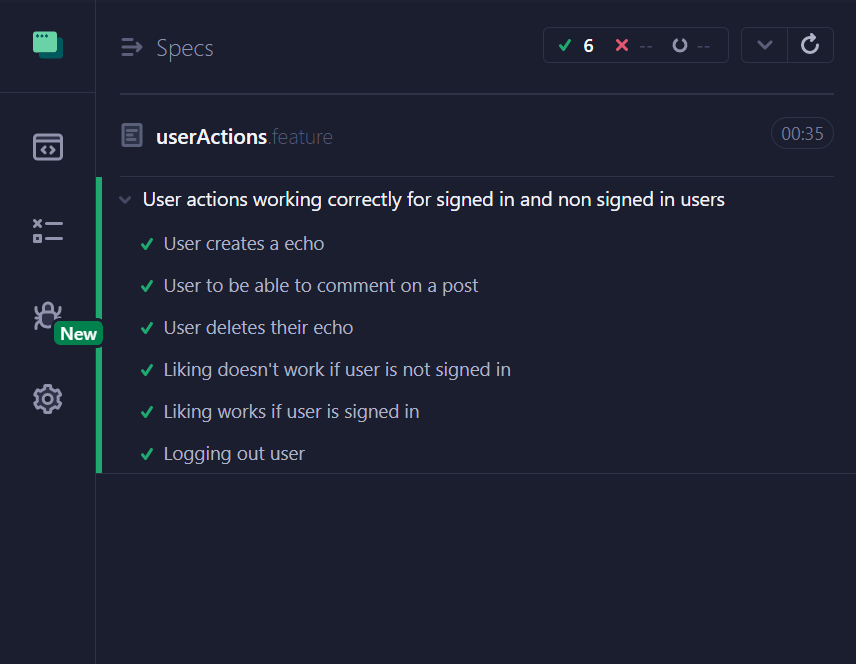 Specs
6
--
--
userActions.feature
00:35
User actions working correctly for signed in and non signed in users
User creates a echo
User to be able to comment on a post
User deletes their echo
New
Liking doesn't work if user is not signed in
Liking works if user is signed in
Logging out user